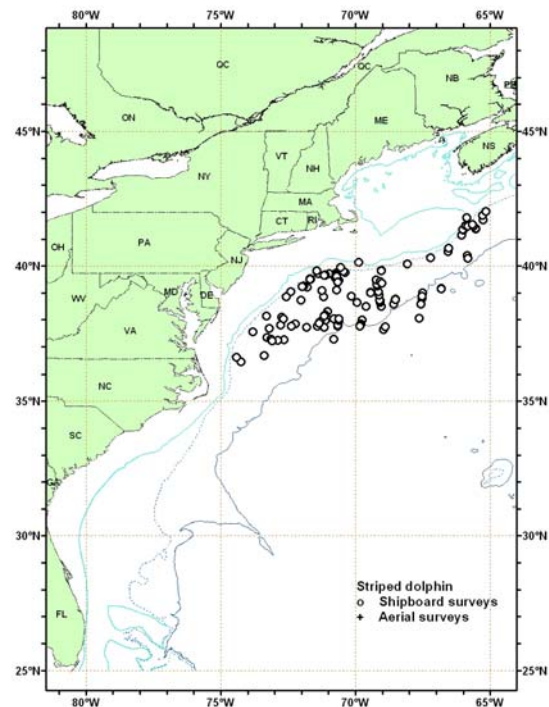 80°W 75°W 70°W 65°W
QC QC NB PE
ON ME
45°N 45°N
NS
VT NH
NY
MA
CT RI
PA
OH NJ
40°N 40°N
MD DE
WV
VA
NC
35°N 35°N
SC
GA
30°N 30°N
Striped dolphin
Shipboard surveys
FL
Aerial surveys
25°N 25°N
80°W 75°W 70°W 65°W